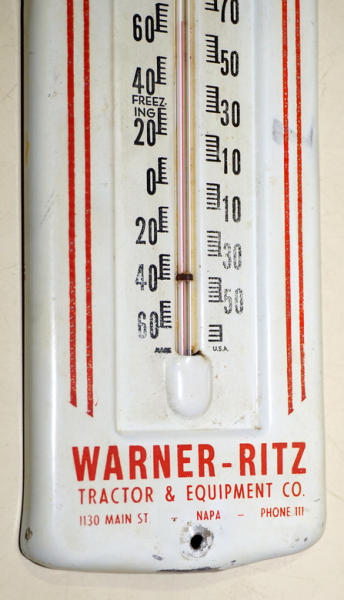 70
60
50
40
FREEZ-
ING
30
20
10
0
10
20
30
40
50
60
MADE U.S.A.
WARNER-RITZ
TRACTOR & EQUIPMENT CO.
1130 MAIN ST. - NAPA - PHONE 111